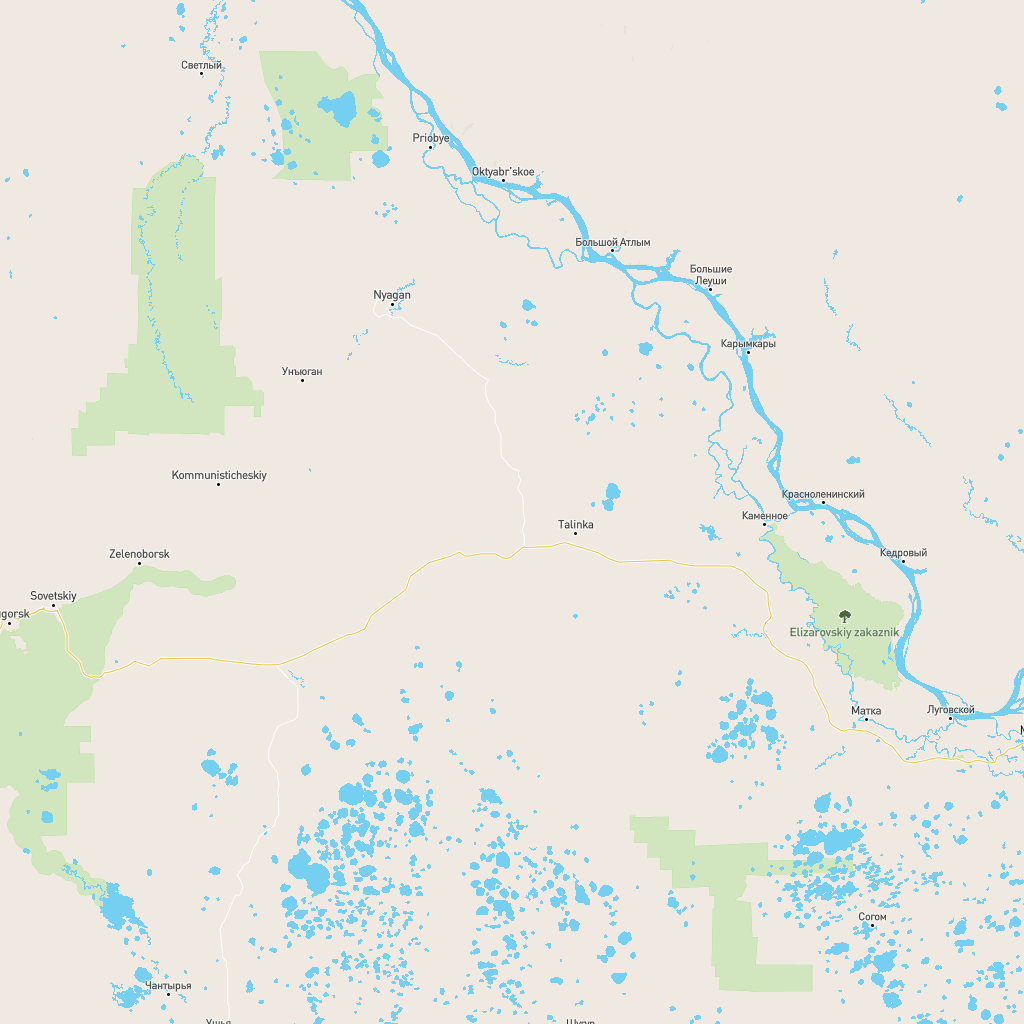 Светлый
Priobye
Oktyabr'skoe
Большой Атлым
Большие
Леуши
Nyagan
Карымкары
Унъюган
Kommunisticheskiy
Красноленинский
Каменное
Talinka
Zelenoborsk
Кедровый
Sovetskiy
gorsk
Elizarovskiy zakaznik
Матка
Луговской
Согом
Чантырья
Ушья
Шугур